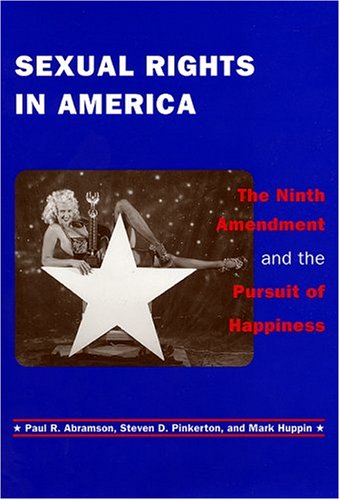 SEXUAL RIGHTS
IN AMERICA
The Ninth
Amendment
and the
Pursuit of
Happiness
★ Paul R. Abramson, Steven D. Pinkerton, and Mark Huppin ★